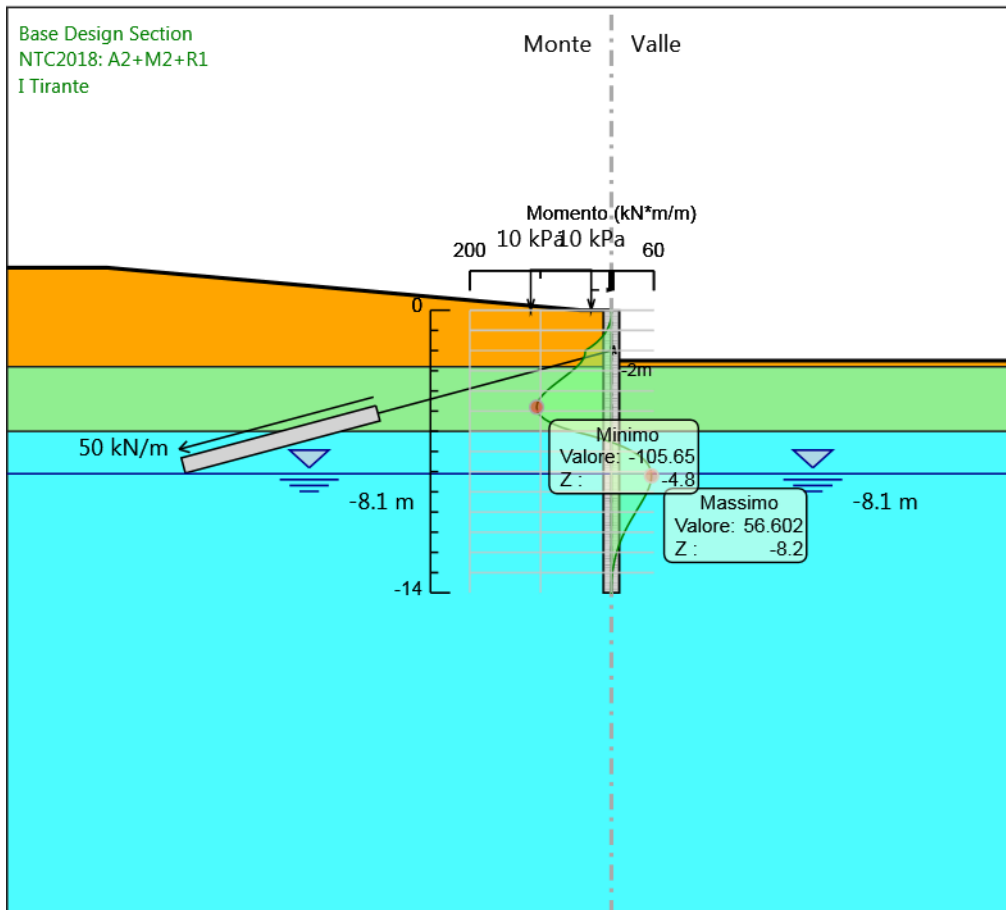 Base Design Section
NTC2018: A2+M2+R1
I Tirante
Monte
Valle
Momento (kN*m/m)
200
10 kPa
10 kPa
60
0
-2m
50 kN/m
Minimo
Valore: -105.65
Z : -4.8
-8.1 m
-8.1 m
Massimo
Valore: 56.602
Z : -8.2
-14